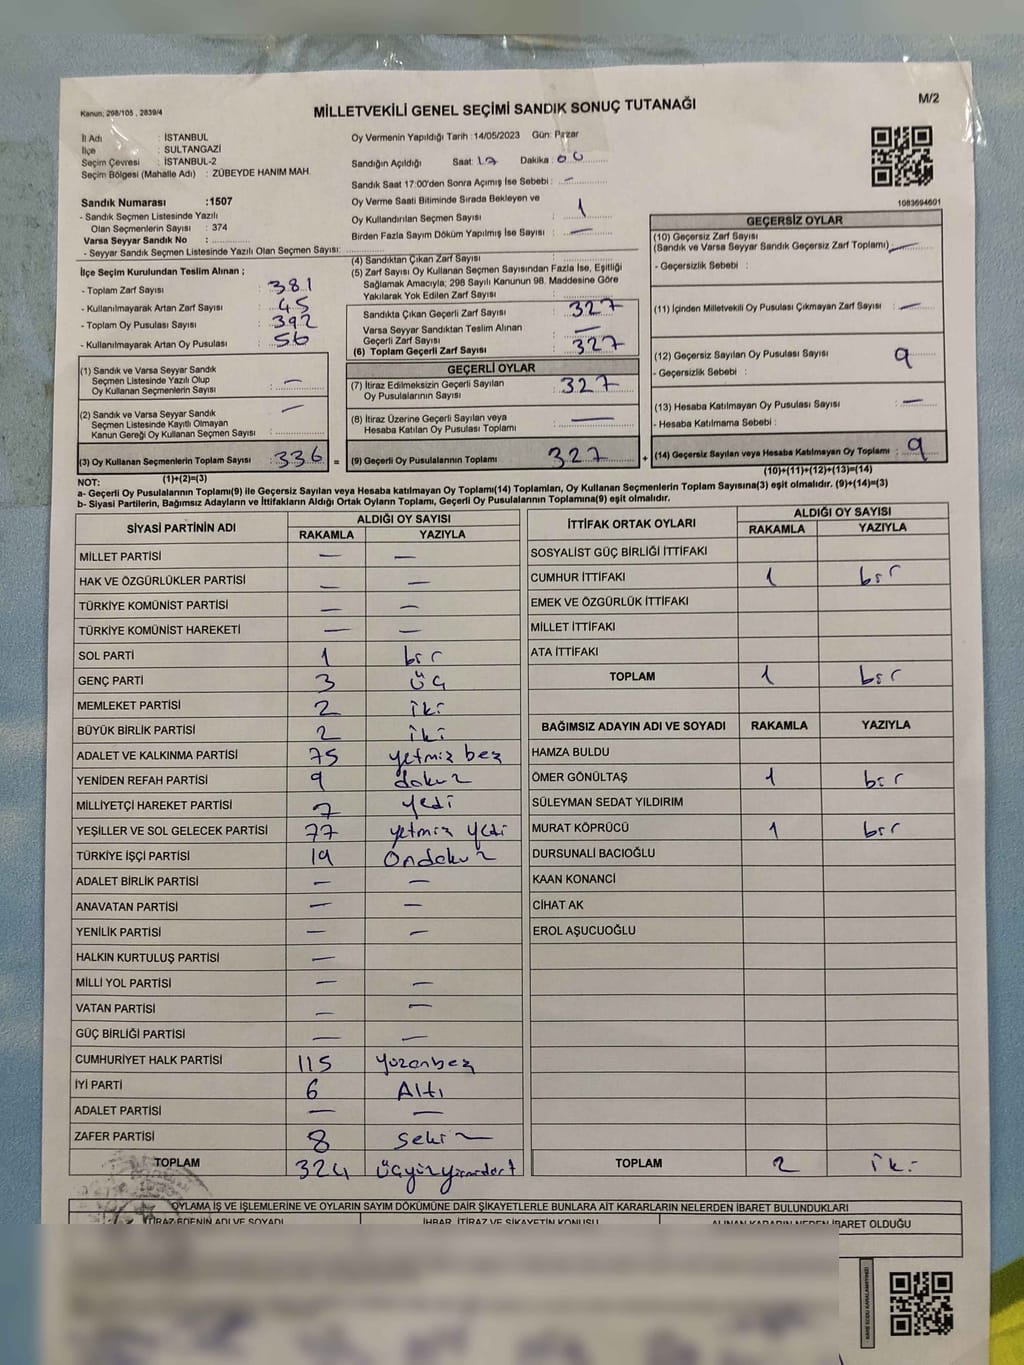 Kanun, 298/105 , 2839/4
MİLLETVEKİLİ GENEL SEÇİMİ SANDIK SONUÇ TUTANAĞI
M/2
İl Adı : İSTANBUL
İlçe : SULTANGAZİ
Seçim Çevresi : İSTANBUL-2
Seçim Bölgesi (Mahalle Adı) : ZÜBEYDE HANIM MAH.
Sandık Numarası :1507
- Sandık Seçmen Listesinde Yazılı
Olan Seçmenlerin Sayısı : 374
Varsa Seyyar Sandık No :
- Seyyar Sandık Seçmen Listesinde Yazılı Olan Seçmen Sayısı:
İlçe Seçim Kurulundan Teslim Alınan ;
- Toplam Zarf Sayısı : 381
- Kullanılmayarak Artan Zarf Sayısı : 45
- Toplam Oy Pusulası Sayısı : 392
- Kullanılmayarak Artan Oy Pusulası : 56
(1) Sandık ve Varsa Seyyar Sandık
Seçmen Listesinde Yazılı Olup
Oy Kullanan Seçmenlerin Sayısı : —
(2) Sandık ve Varsa Seyyar Sandık
Seçmen Listesinde Kayıtlı Olmayan
Kanun Gereği Oy Kullanan Seçmen Sayısı : —
(3) Oy Kullanan Seçmenlerin Toplam Sayısı : 336 =
(1)+(2)=(3)
Oy Vermenin Yapıldığı Tarih :14/05/2023 Gün: Pazar
Sandığın Açıldığı Saat: 17 Dakika : 00
Sandık Saat 17:00'den Sonra Açımış İse Sebebi : —
Oy Verme Saati Bitiminde Sırada Bekleyen ve
Oy Kullandırılan Seçmen Sayısı : 1
Birden Fazla Sayım Döküm Yapılmış İse Sayısı : —
(4) Sandıktan Çıkan Zarf Sayısı :
(5) Zarf Sayısı Oy Kullanan Seçmen Sayısından Fazla İse, Eşitliği
Sağlamak Amacıyla; 298 Sayılı Kanunun 98. Maddesine Göre
Yakılarak Yok Edilen Zarf Sayısı :
Sandıkta Çıkan Geçerli Zarf Sayısı : 327
Varsa Seyyar Sandıktan Teslim Alınan
Geçerli Zarf Sayısı : —
(6) Toplam Geçerli Zarf Sayısı : 327
GEÇERLİ OYLAR
(7) İtiraz Edilmeksizin Geçerli Sayılan
Oy Pusulalarının Sayısı : 327
(8) İtiraz Üzerine Geçerli Sayılan veya
Hesaba Katılan Oy Pusulası Toplamı : —
(9) Geçerli Oy Pusulalarının Toplamı : 327 +
1083694601
GEÇERSİZ OYLAR
(10) Geçersiz Zarf Sayısı
(Sandık ve Varsa Seyyar Sandık Geçersiz Zarf Toplamı) : —
- Geçersizlik Sebebi :
(11) İçinden Milletvekili Oy Pusulası Çıkmayan Zarf Sayısı : —
(12) Geçersiz Sayılan Oy Pusulası Sayısı : 9
- Geçersizlik Sebebi :
(13) Hesaba Katılmayan Oy Pusulası Sayısı : —
- Hesaba Katılmama Sebebi :
(14) Geçersiz Sayılan veya Hesaba Katılmayan Oy Toplamı : 9
(10)+(11)+(12)+(13)=(14)
NOT:
a- Geçerli Oy Pusulalarının Toplamı(9) ile Geçersiz Sayılan veya Hesaba katılmayan Oy Toplamı(14) Toplamları, Oy Kullanan Seçmenlerin Toplam Sayısına(3) eşit olmalıdır. (9)+(14)=(3)
b- Siyasi Partilerin, Bağımsız Adayların ve İttifakların Aldığı Ortak Oyların Toplamı, Geçerli Oy Pusulalarının Toplamına(9) eşit olmalıdır.
SİYASİ PARTİNİN ADI ALDIĞI OY SAYISI
RAKAMLA YAZIYLA
MİLLET PARTİSİ — —
HAK VE ÖZGÜRLÜKLER PARTİSİ — —
TÜRKİYE KOMÜNİST PARTİSİ — —
TÜRKİYE KOMÜNİST HAREKETİ — —
SOL PARTİ 1 bir
GENÇ PARTİ 3 üç
MEMLEKET PARTİSİ 2 iki
BÜYÜK BİRLİK PARTİSİ 2 iki
ADALET VE KALKINMA PARTİSİ 75 yetmiş beş
YENİDEN REFAH PARTİSİ 9 dokuz
MİLLİYETÇİ HAREKET PARTİSİ 7 yedi
YEŞİLLER VE SOL GELECEK PARTİSİ 77 yetmiş yedi
TÜRKİYE İŞÇİ PARTİSİ 19 Ondokuz
ADALET BİRLİK PARTİSİ — —
ANAVATAN PARTİSİ — —
YENİLİK PARTİSİ — —
HALKIN KURTULUŞ PARTİSİ —
MİLLİ YOL PARTİSİ — —
VATAN PARTİSİ — —
GÜÇ BİRLİĞİ PARTİSİ — —
CUMHURİYET HALK PARTİSİ 115 yüzonbeş
İYİ PARTİ 6 Altı
ADALET PARTİSİ — —
ZAFER PARTİSİ 8 sekiz
TOPLAM 324 üçyüzyirmidört
İTTİFAK ORTAK OYLARI ALDIĞI OY SAYISI
RAKAMLA YAZIYLA
SOSYALİST GÜÇ BİRLİĞİ İTTİFAKI
CUMHUR İTTİFAKI 1 bir
EMEK VE ÖZGÜRLÜK İTTİFAKI
MİLLET İTTİFAKI
ATA İTTİFAKI
TOPLAM 1 bir
BAĞIMSIZ ADAYIN ADI VE SOYADI RAKAMLA YAZIYLA
HAMZA BULDU
ÖMER GÖNÜLTAŞ 1 bir
SÜLEYMAN SEDAT YILDIRIM
MURAT KÖPRÜCÜ 1 bir
DURSUNALİ BACIOĞLU
KAAN KONANCİ
CİHAT AK
EROL AŞUCUOĞLU
TOPLAM 2 iki
OYLAMA İŞ VE İŞLEMLERİNE VE OYLARIN SAYIM DÖKÜMÜNE DAİR ŞİKAYETLERLE BUNLARA AİT KARARLARIN NELERDEN İBARET BULUNDUKLARI
İTİRAZ EDENİN ADI VE SOYADI İHBAR, İTİRAZ VE ŞİKAYETİN KONUSU ALINAN KARARIN NEDEN İBARET OLDUĞU